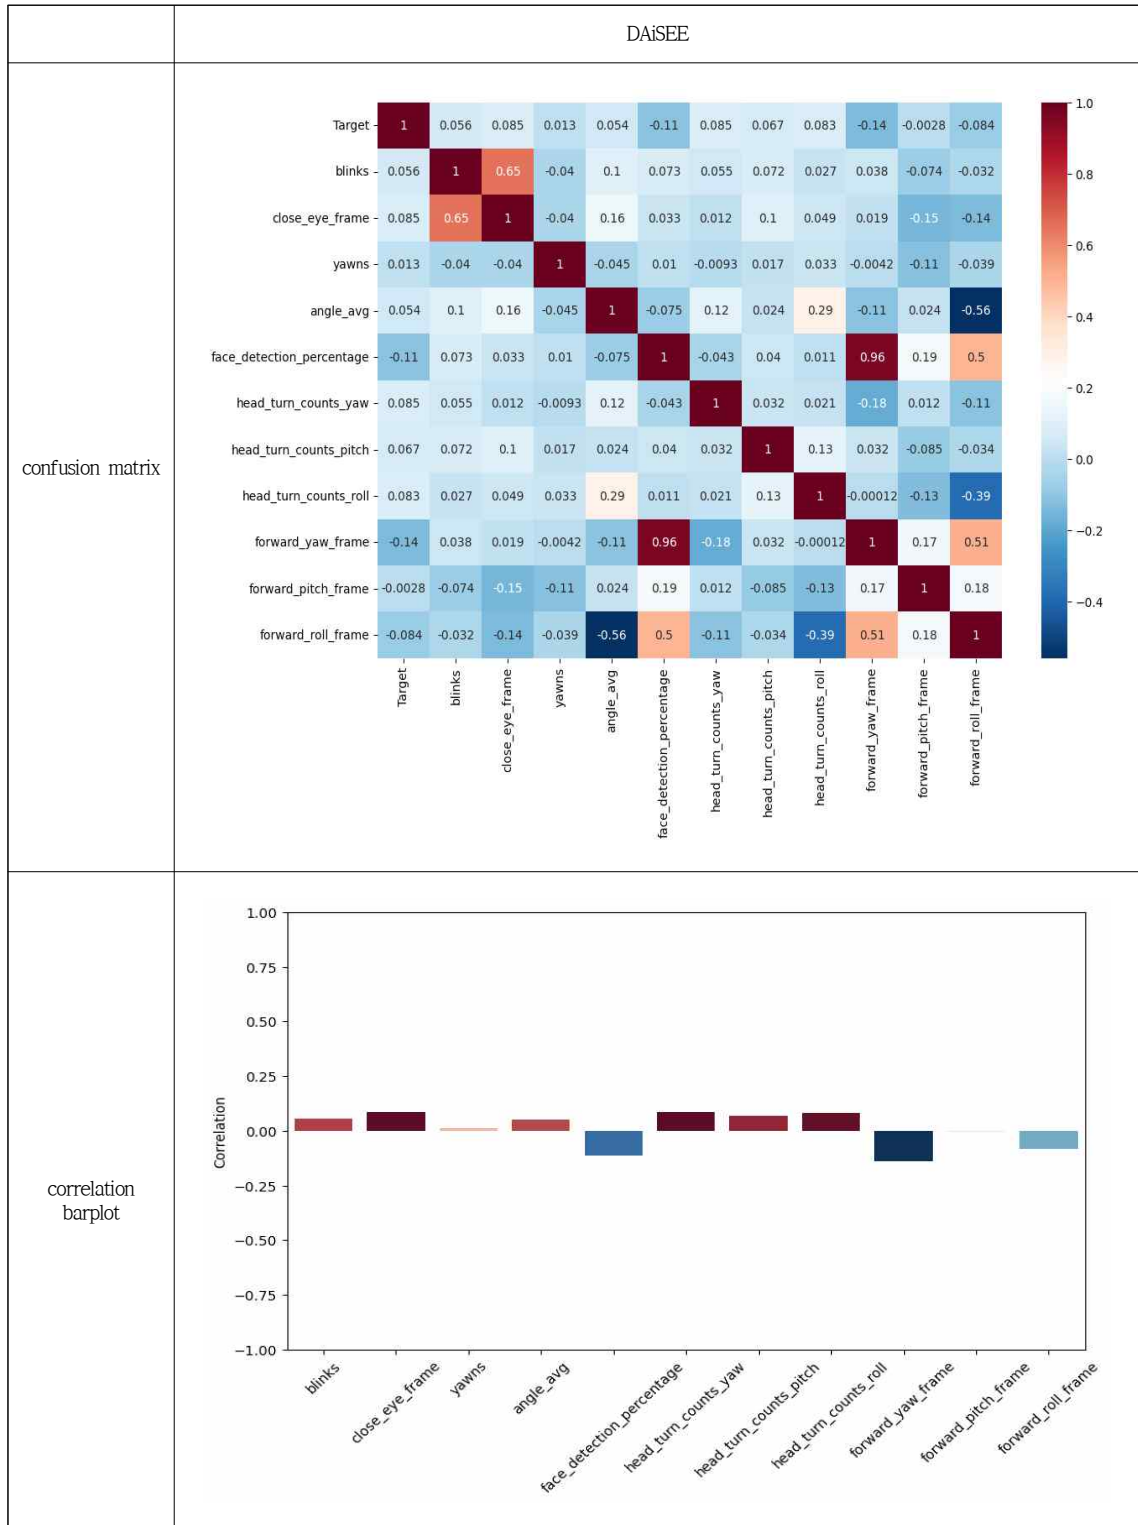 DAiSEE
confusion matrix
Target 1 0.056 0.085 0.013 0.054 -0.11 0.085 0.067 0.083 -0.14 -0.0028 -0.084
blinks 0.056 1 0.65 -0.04 0.1 0.073 0.055 0.072 0.027 0.038 -0.074 -0.032
close_eye_frame 0.085 0.65 1 -0.04 0.16 0.033 0.012 0.1 0.049 0.019 -0.15 -0.14
yawns 0.013 -0.04 -0.04 1 -0.045 0.01 -0.0093 0.017 0.033 -0.0042 -0.11 -0.039
angle_avg 0.054 0.1 0.16 -0.045 1 -0.075 0.12 0.024 0.29 -0.11 0.024 -0.56
face_detection_percentage -0.11 0.073 0.033 0.01 -0.075 1 -0.043 0.04 0.011 0.96 0.19 0.5
head_turn_counts_yaw 0.085 0.055 0.012 -0.0093 0.12 -0.043 1 0.032 0.021 -0.18 0.012 -0.11
head_turn_counts_pitch 0.067 0.072 0.1 0.017 0.024 0.04 0.032 1 0.13 0.032 -0.085 -0.034
head_turn_counts_roll 0.083 0.027 0.049 0.033 0.29 0.011 0.021 0.13 1 -0.00012 -0.13 -0.39
forward_yaw_frame -0.14 0.038 0.019 -0.0042 -0.11 0.96 -0.18 0.032 -0.00012 1 0.17 0.51
forward_pitch_frame -0.0028 -0.074 -0.15 -0.11 0.024 0.19 0.012 -0.085 -0.13 0.17 1 0.18
forward_roll_frame -0.084 -0.032 -0.14 -0.039 -0.56 0.5 -0.11 -0.034 -0.39 0.51 0.18 1
Target
blinks
close_eye_frame
yawns
angle_avg
face_detection_percentage
head_turn_counts_yaw
head_turn_counts_pitch
head_turn_counts_roll
forward_yaw_frame
forward_pitch_frame
forward_roll_frame
1.0
0.8
0.6
0.4
0.2
0.0
−0.2
−0.4
correlation
barplot
Correlation
1.00
0.75
0.50
0.25
0.00
−0.25
−0.50
−0.75
−1.00
blinks
close_eye_frame
yawns
angle_avg
face_detection_percentage
head_turn_counts_yaw
head_turn_counts_pitch
head_turn_counts_roll
forward_yaw_frame
forward_pitch_frame
forward_roll_frame